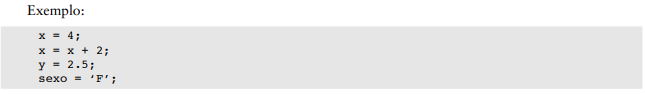 Exemplo:
x = 4;
x = x + 2;
y = 2.5;
sexo = ‘F’;